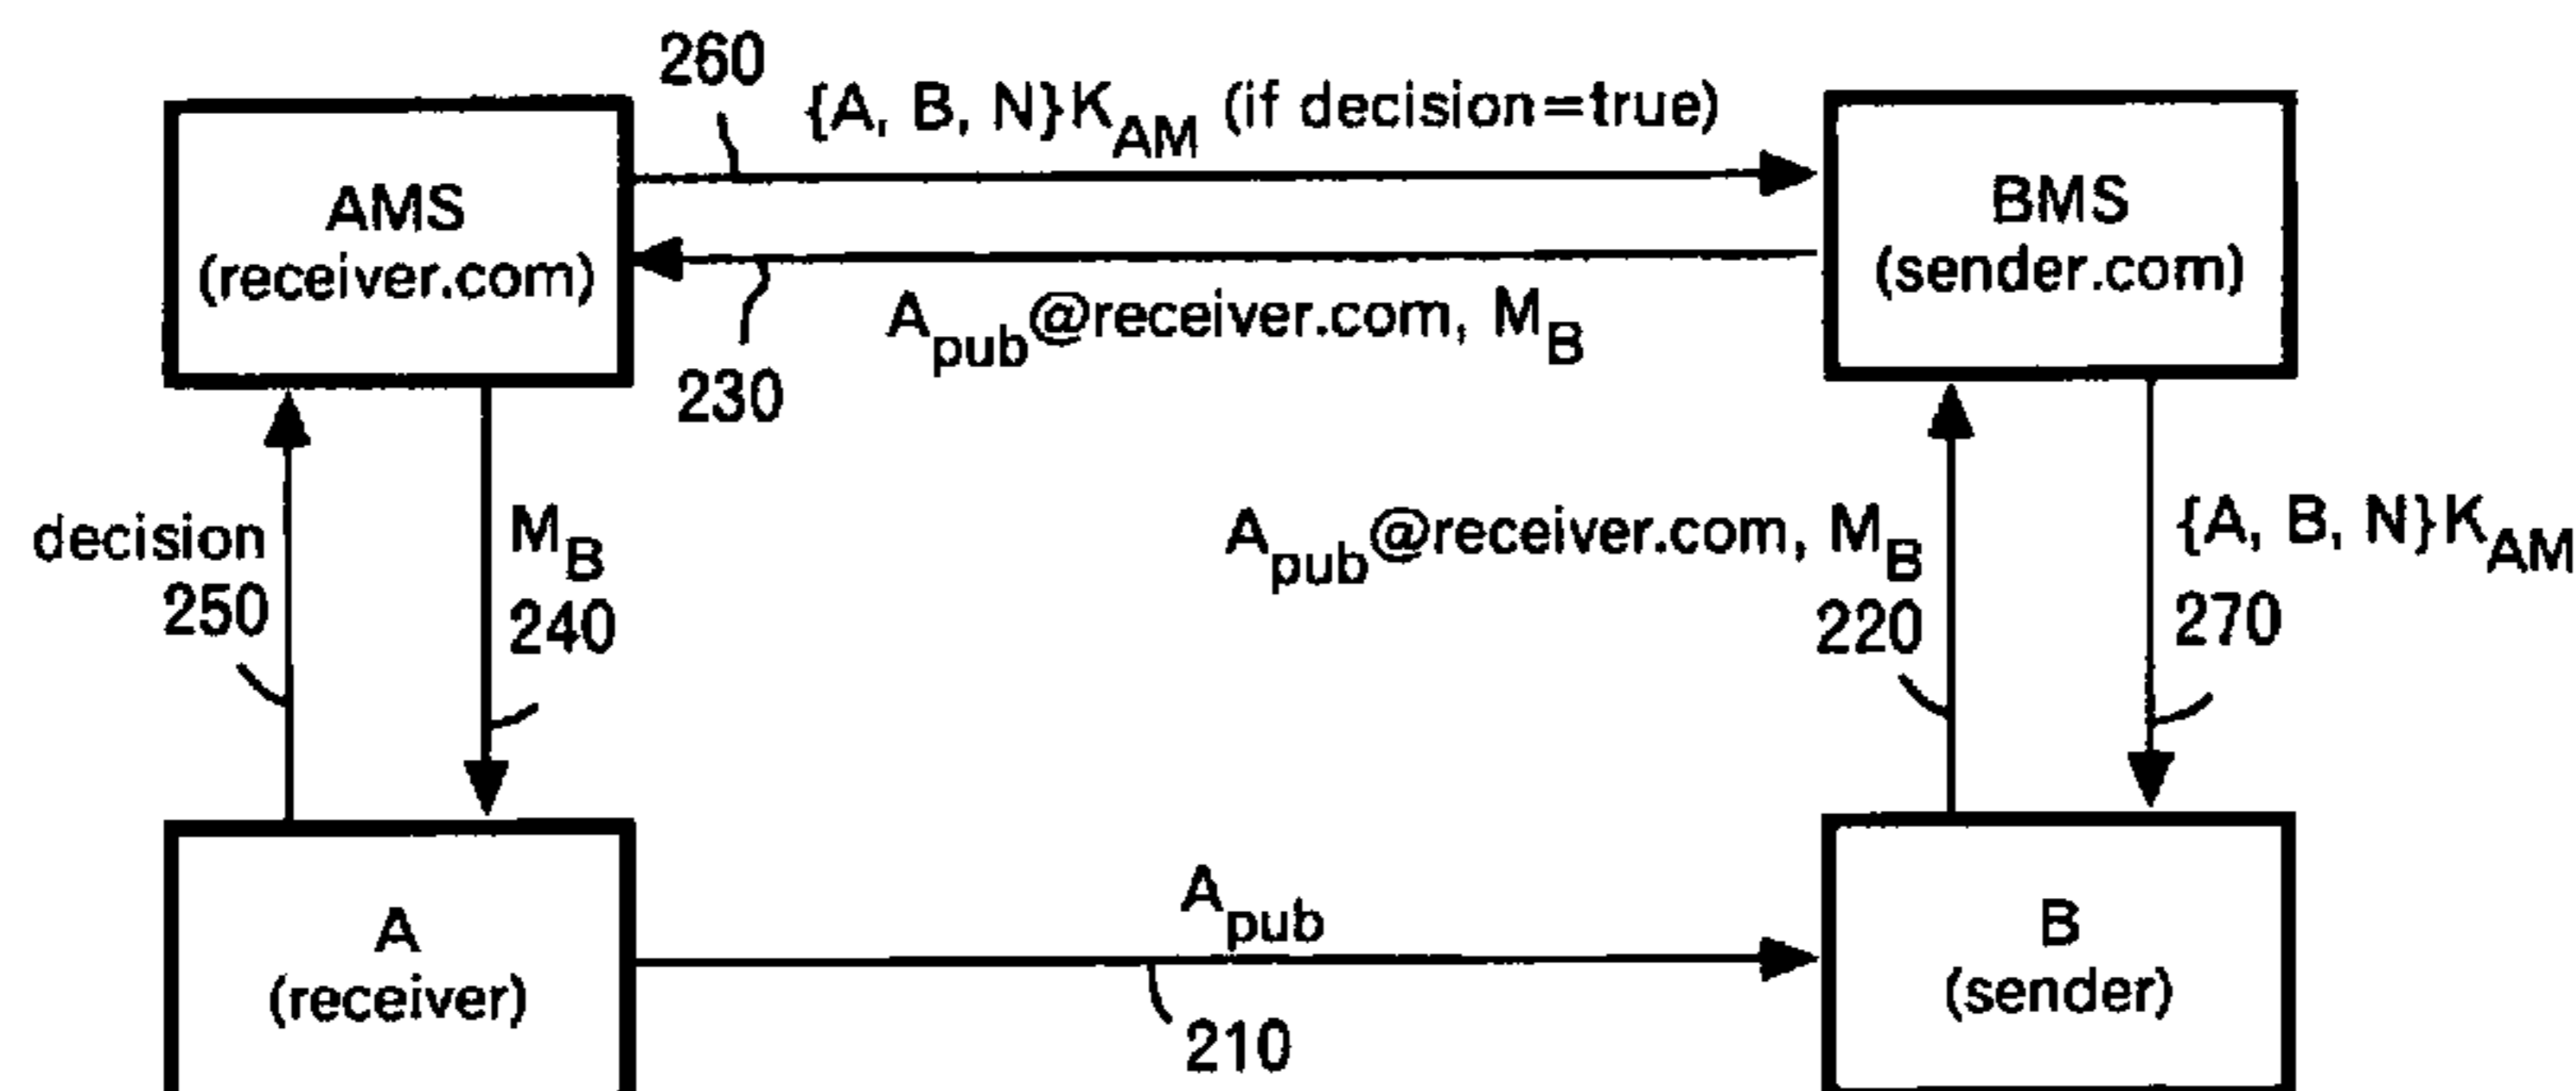 260
{A, B, N}K_AM (if decision=true)
AMS
(receiver.com)
BMS
(sender.com)
A_pub@receiver.com, M_B
230
decision
250
M_B
240
A_pub@receiver.com, M_B
220
{A, B, N}K_AM
270
A
(receiver)
A_pub
210
B
(sender)